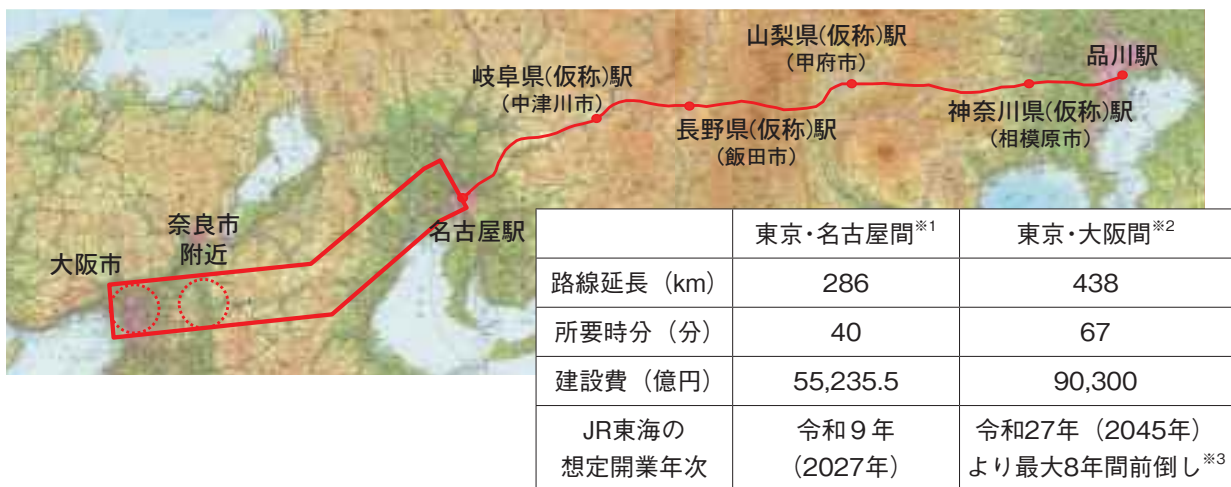 山梨県(仮称)駅
(甲府市)
品川駅
岐阜県(仮称)駅
(中津川市)
長野県(仮称)駅
(飯田市)
神奈川県(仮称)駅
(相模原市)
名古屋駅
奈良市
附近
大阪市
東京・名古屋間※1 東京・大阪間※2
路線延長（km） 286 438
所要時分（分） 40 67
建設費（億円） 55,235.5 90,300
JR東海の 令和９年 令和27年（2045年）
想定開業年次 （2027年） より最大8年間前倒し※3